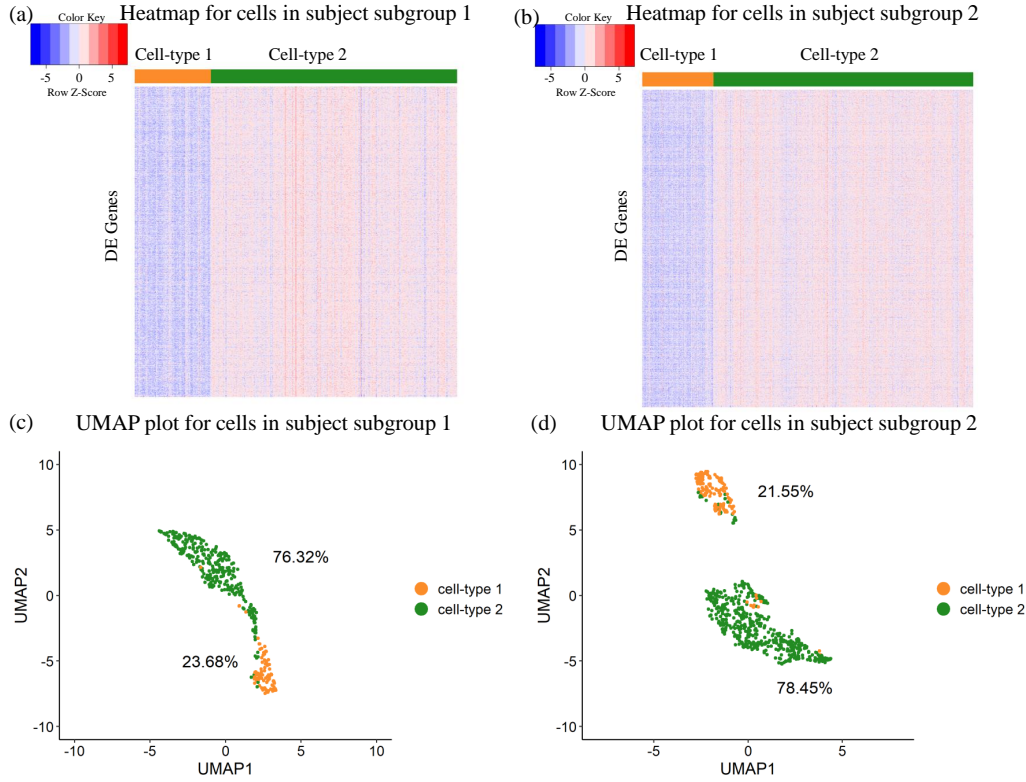 (a)
Heatmap for cells in subject subgroup 1
Color Key
-5 0 5
Row Z-Score
Cell-type 1
Cell-type 2
DE Genes
(b)
Heatmap for cells in subject subgroup 2
Color Key
-5 0 5
Row Z-Score
Cell-type 1
Cell-type 2
DE Genes
(c)
UMAP plot for cells in subject subgroup 1
10
5
0
-5
-10
UMAP2
76.32%
23.68%
-10 -5 0 5 10
UMAP1
cell-type 1
cell-type 2
(d)
UMAP plot for cells in subject subgroup 2
10
5
0
-5
-10
UMAP2
21.55%
78.45%
-5 0 5
UMAP1
cell-type 1
cell-type 2